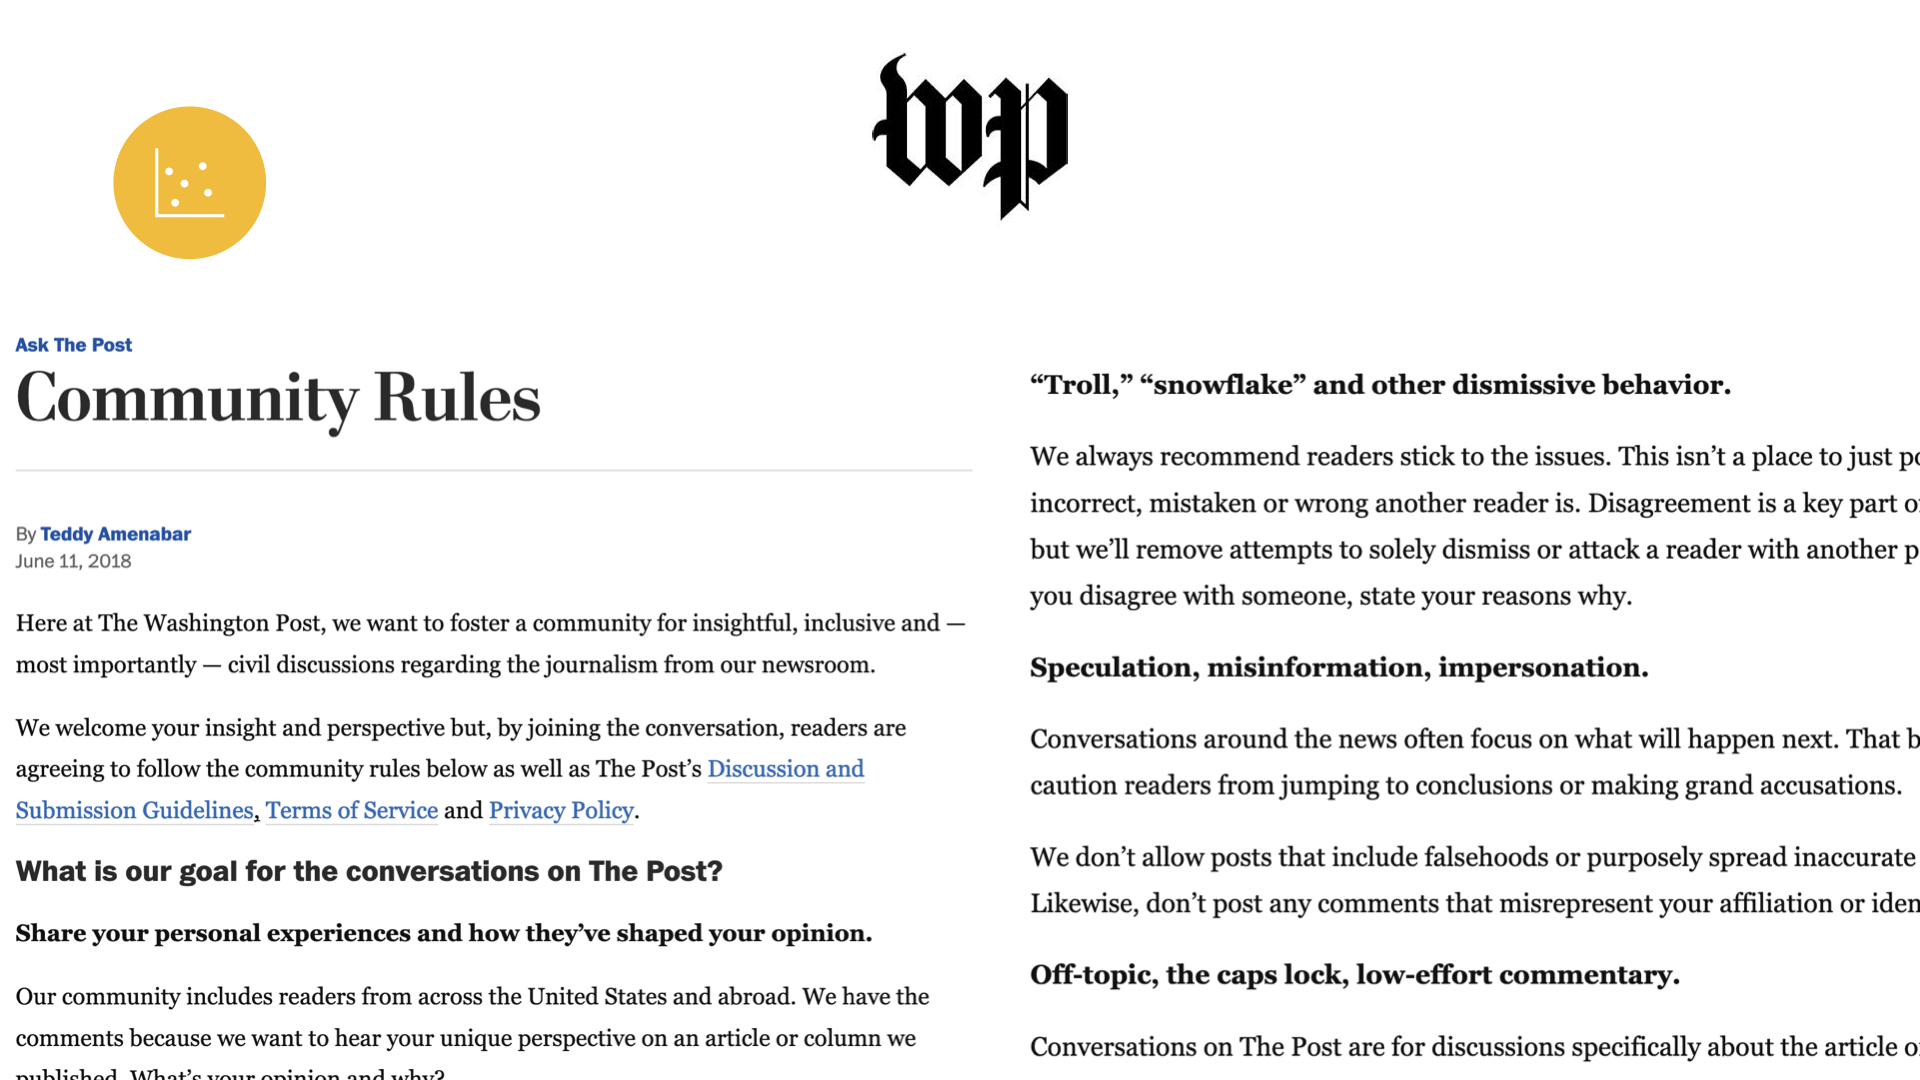 wp
Ask The Post
Community Rules
By Teddy Amenabar
June 11, 2018
Here at The Washington Post, we want to foster a community for insightful, inclusive and —
most importantly — civil discussions regarding the journalism from our newsroom.
We welcome your insight and perspective but, by joining the conversation, readers are
agreeing to follow the community rules below as well as The Post’s Discussion and
Submission Guidelines, Terms of Service and Privacy Policy.
What is our goal for the conversations on The Post?
Share your personal experiences and how they’ve shaped your opinion.
Our community includes readers from across the United States and abroad. We have the
comments because we want to hear your unique perspective on an article or column we
published. What’s your opinion and why?
“Troll,” “snowflake” and other dismissive behavior.
We always recommend readers stick to the issues. This isn’t a place to just
incorrect, mistaken or wrong another reader is. Disagreement is a key part
but we’ll remove attempts to solely dismiss or attack a reader with another
you disagree with someone, state your reasons why.
Speculation, misinformation, impersonation.
Conversations around the news often focus on what will happen next. That
caution readers from jumping to conclusions or making grand accusations.
We don’t allow posts that include falsehoods or purposely spread inaccurate
Likewise, don’t post any comments that misrepresent your affiliation or
Off-topic, the caps lock, low-effort commentary.
Conversations on The Post are for discussions specifically about the article